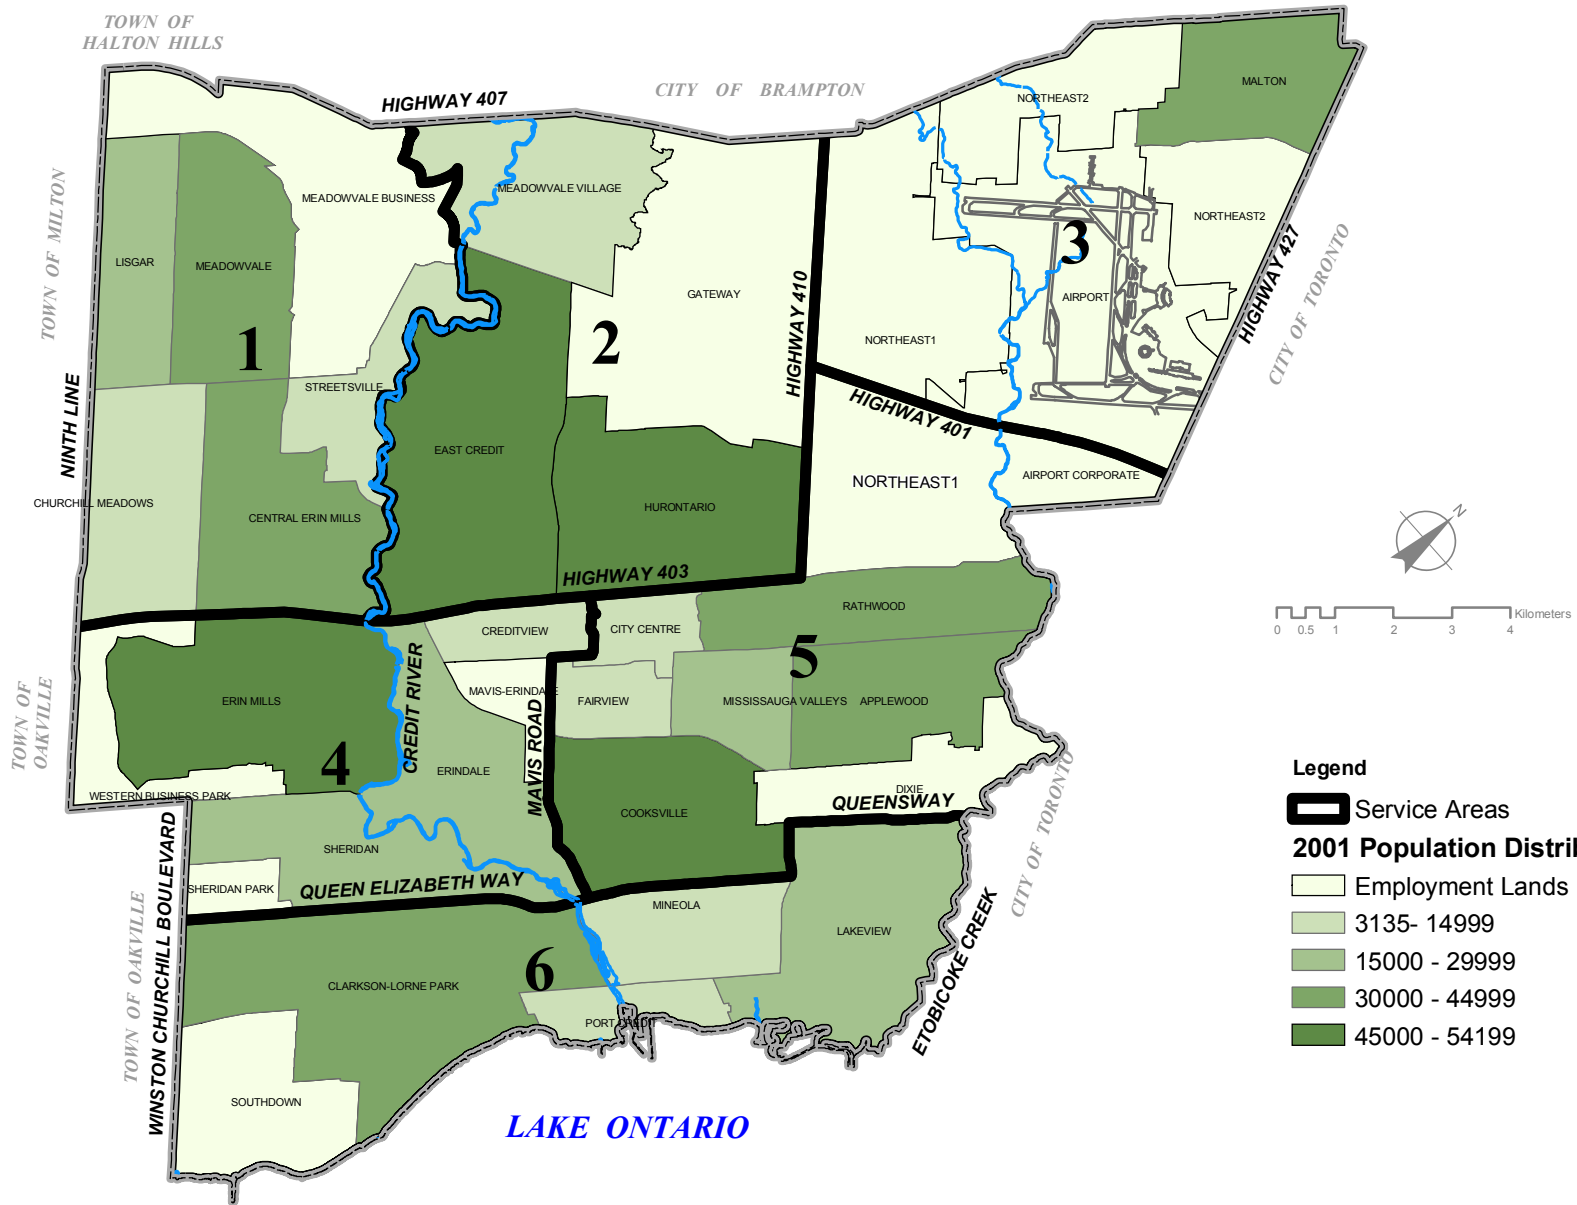 TOWN OF
HALTON HILLS
CITY OF BRAMPTON
HIGHWAY 407
MALTON
NORTHEAST2
TOWN OF MILTON
MEADOWVALE BUSINESS
MEADOWVALE VILLAGE
NORTHEAST2
LISGAR
MEADOWVALE
3
HIGHWAY 427
CITY OF TORONTO
GATEWAY
AIRPORT
1
2
HIGHWAY 410
NORTHEAST1
STREETSVILLE
NINTH LINE
HIGHWAY 401
EAST CREDIT
AIRPORT CORPORATE
NORTHEAST1
CHURCHILL MEADOWS
CENTRAL ERIN MILLS
HURONTARIO
N
HIGHWAY 403
RATHWOOD
Kilometers
0 0.5 1 2 3 4
CREDITVIEW
CITY CENTRE
5
TOWN OF
OAKVILLE
ERIN MILLS
CREDIT RIVER
MAVIS-ERINDALE
FAIRVIEW
MISSISSAUGA VALLEYS
APPLEWOOD
MAVIS ROAD
4
ERINDALE
WESTERN BUSINESS PARK
DIXIE
QUEENSWAY
CITY OF TORONTO
COOKSVILLE
SHERIDAN
SHERIDAN PARK
QUEEN ELIZABETH WAY
MINEOLA
LAKEVIEW
ETOBICOKE CREEK
TOWN OF OAKVILLE
WINSTON CHURCHILL BOULEVARD
6
CLARKSON-LORNE PARK
PORT CREDIT
SOUTHDOWN
LAKE ONTARIO
Legend
Service Areas
2001 Population Distril
Employment Lands
3135- 14999
15000 - 29999
30000 - 44999
45000 - 54199